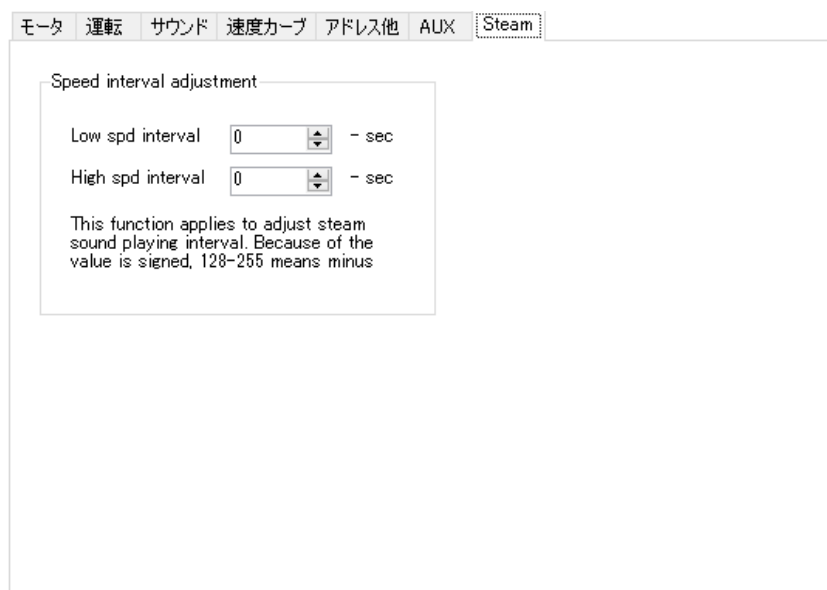 モータ 運転 サウンド 速度カーブ アドレス他 AUX Steam
Speed interval adjustment
Low spd interval 0 - sec
High spd interval 0 - sec
This function applies to adjust steam
sound playing interval. Because of the
value is signed, 128-255 means minus